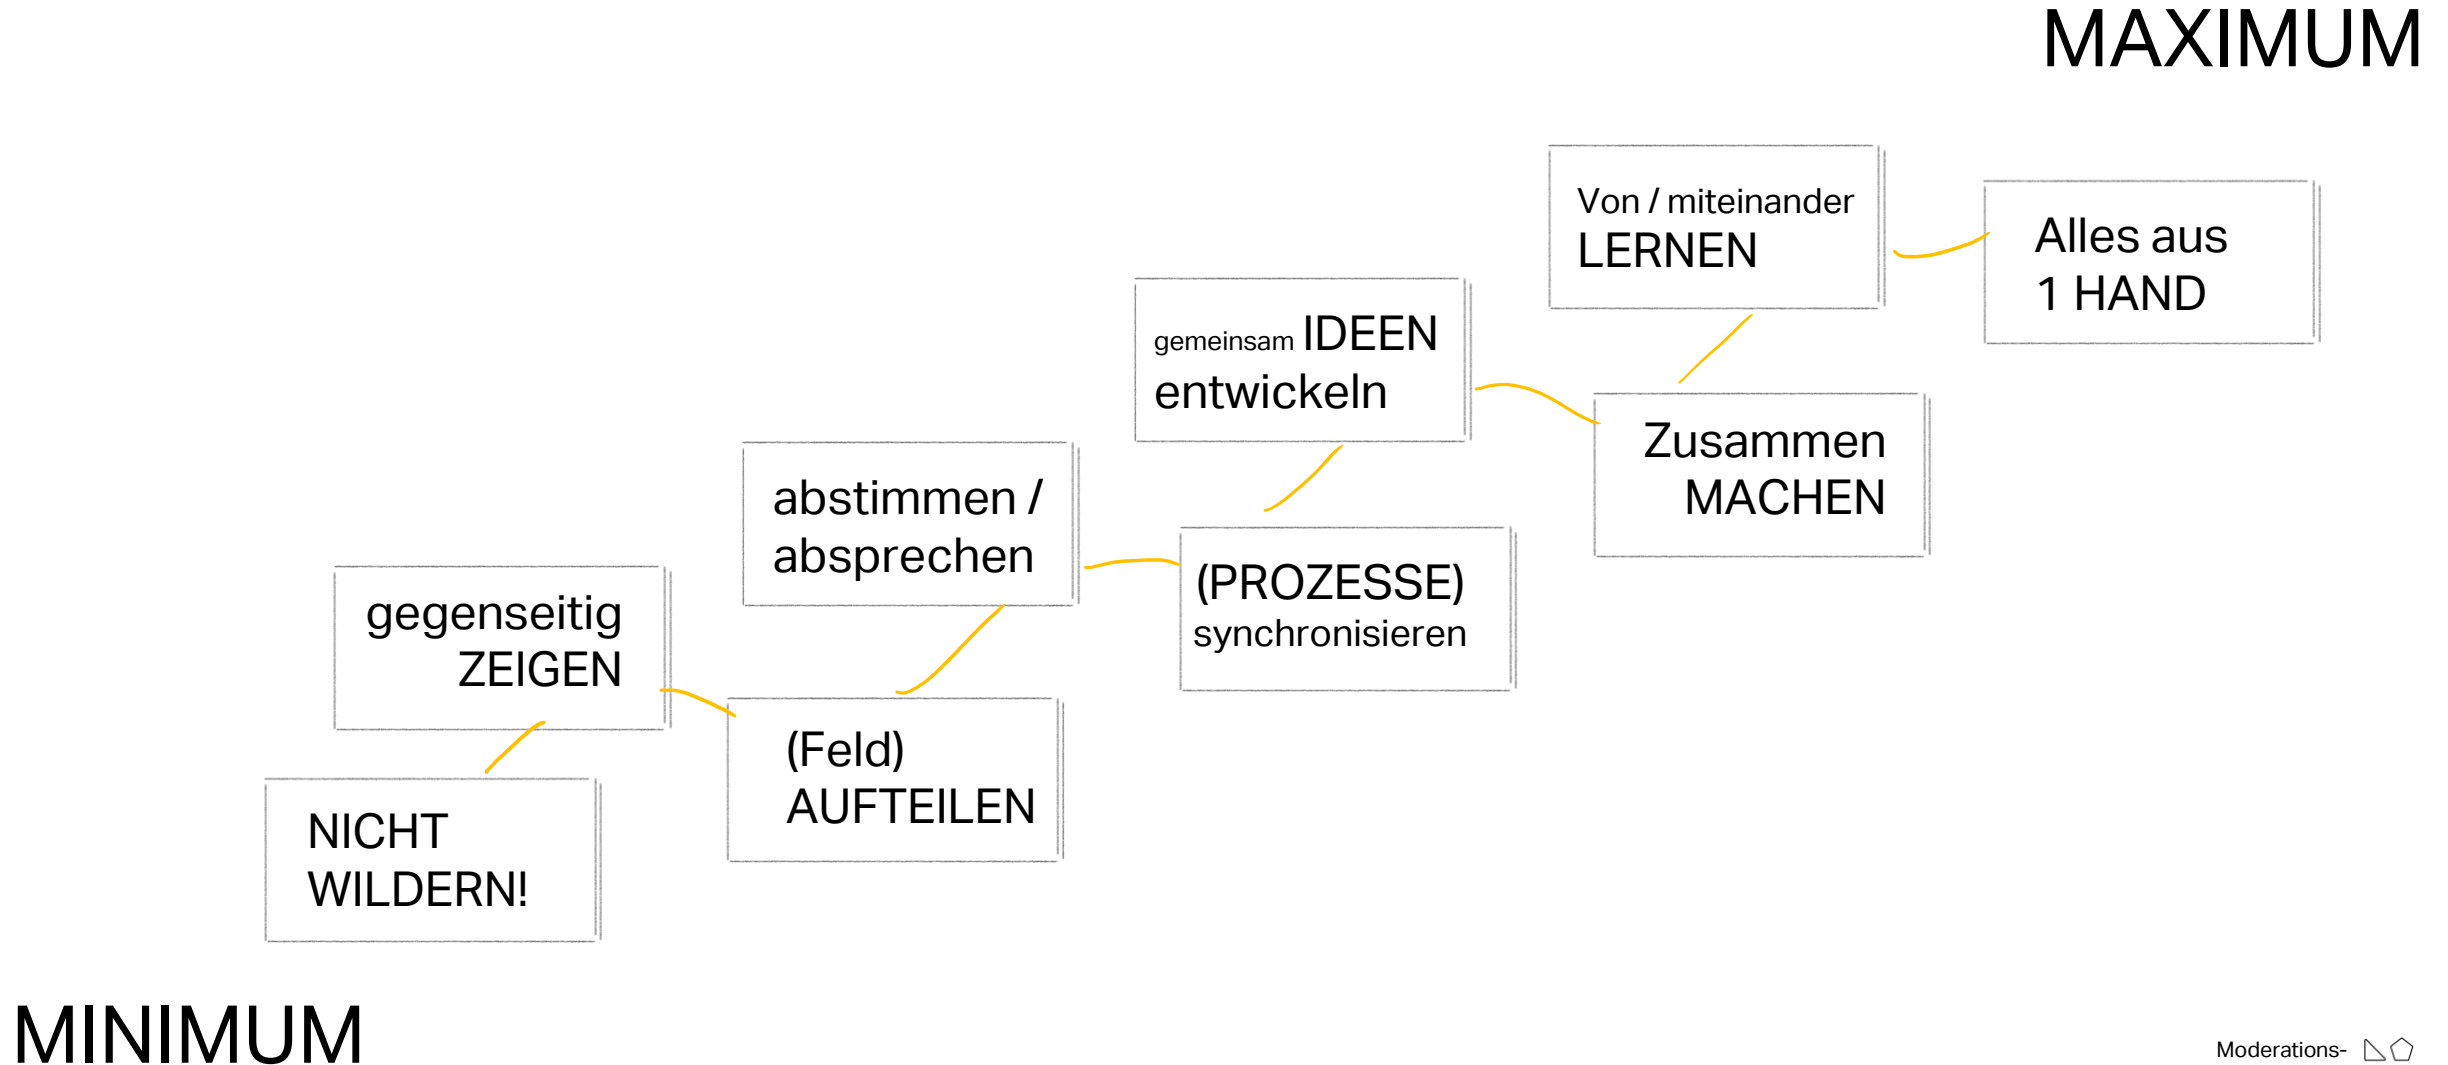 MAXIMUM
Von / miteinander
LERNEN
Alles aus
1 HAND
gemeinsam IDEEN
entwickeln
Zusammen
MACHEN
abstimmen /
absprechen
(PROZESSE)
synchronisieren
gegenseitig
ZEIGEN
(Feld)
AUFTEILEN
NICHT
WILDERN!
MINIMUM
Moderations-